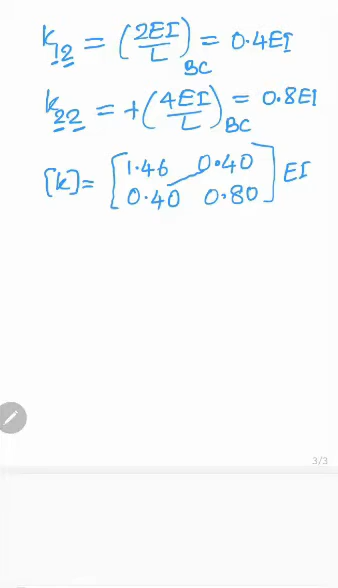 k₁₂ = (2EI/L)BC = 0.4EI
k₂₂ = +(4EI/L)BC = 0.8EI
[k] = [1.46 0.40
0.40 0.80] EI
3/3